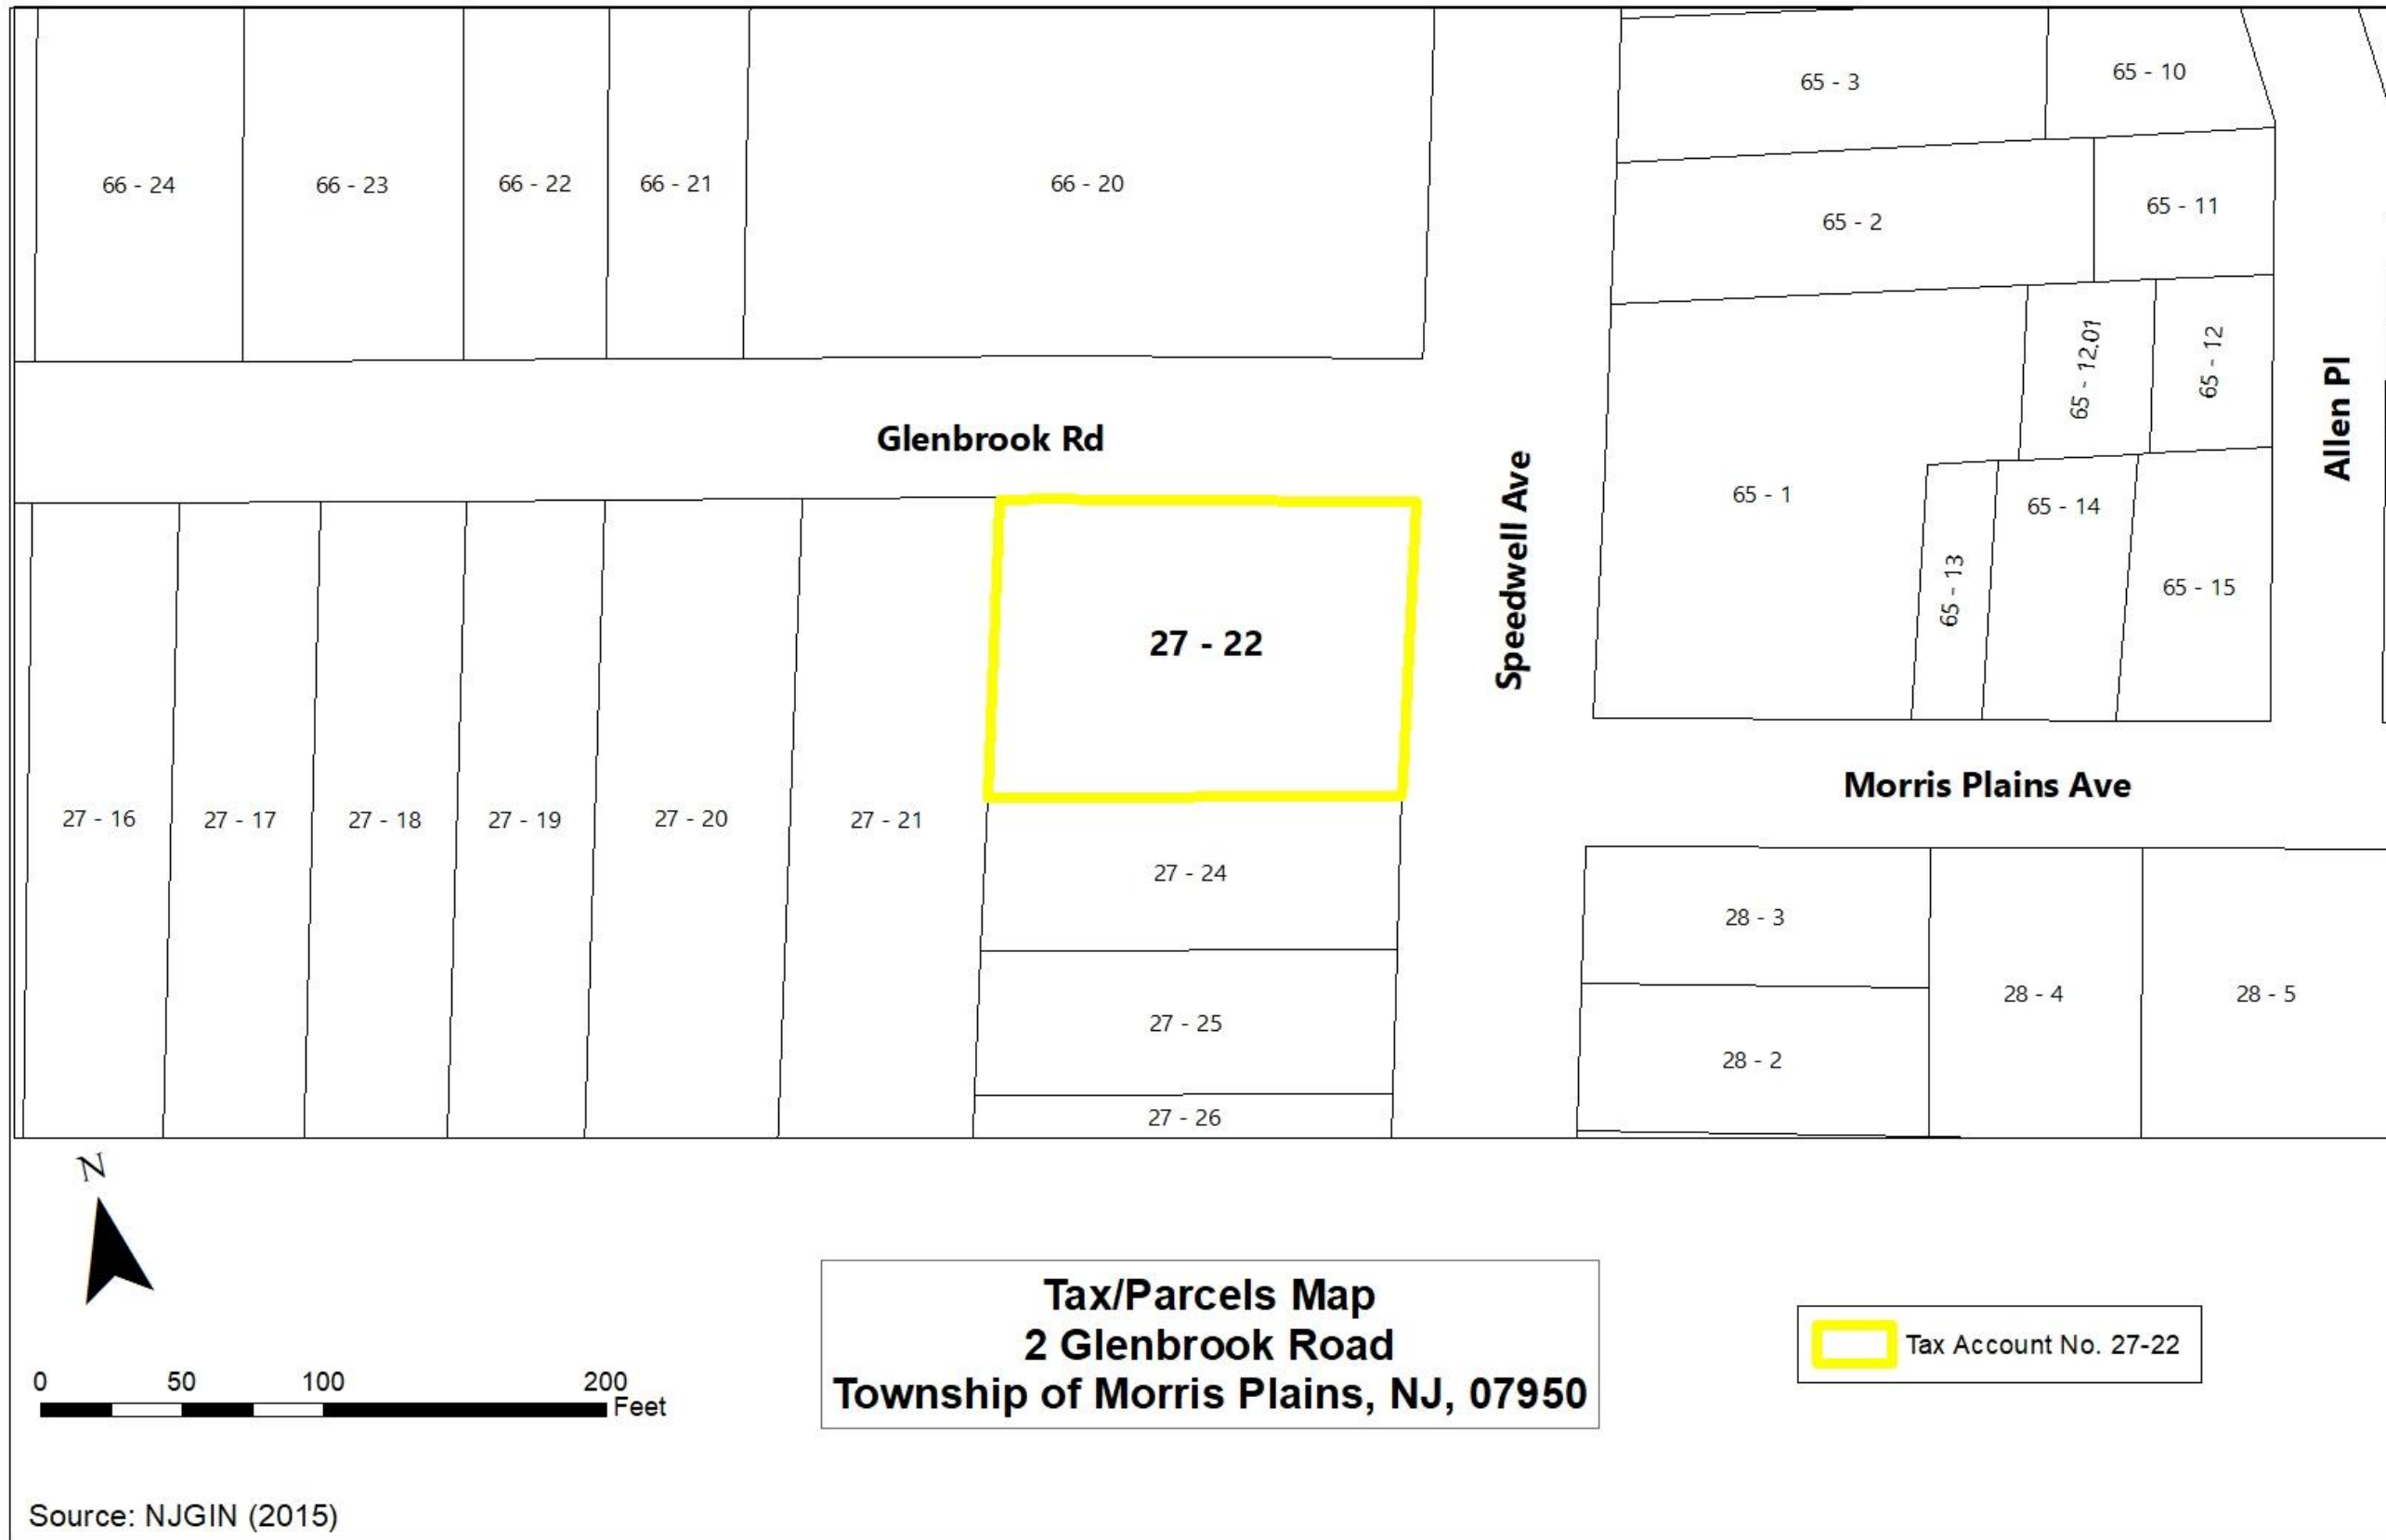 65 - 3
65 - 10
66 - 24
66 - 23
66 - 22
66 - 21
66 - 20
65 - 2
65 - 11
65 - 12.01
65 - 12
Allen Pl
Glenbrook Rd
Speedwell Ave
65 - 1
65 - 13
65 - 14
65 - 15
27 - 22
Morris Plains Ave
27 - 16
27 - 17
27 - 18
27 - 19
27 - 20
27 - 21
27 - 24
28 - 3
28 - 4
28 - 5
27 - 25
28 - 2
27 - 26
N
Tax/Parcels Map
2 Glenbrook Road
Township of Morris Plains, NJ, 07950
Tax Account No. 27-22
0 50 100 200
Feet
Source: NJGIN (2015)